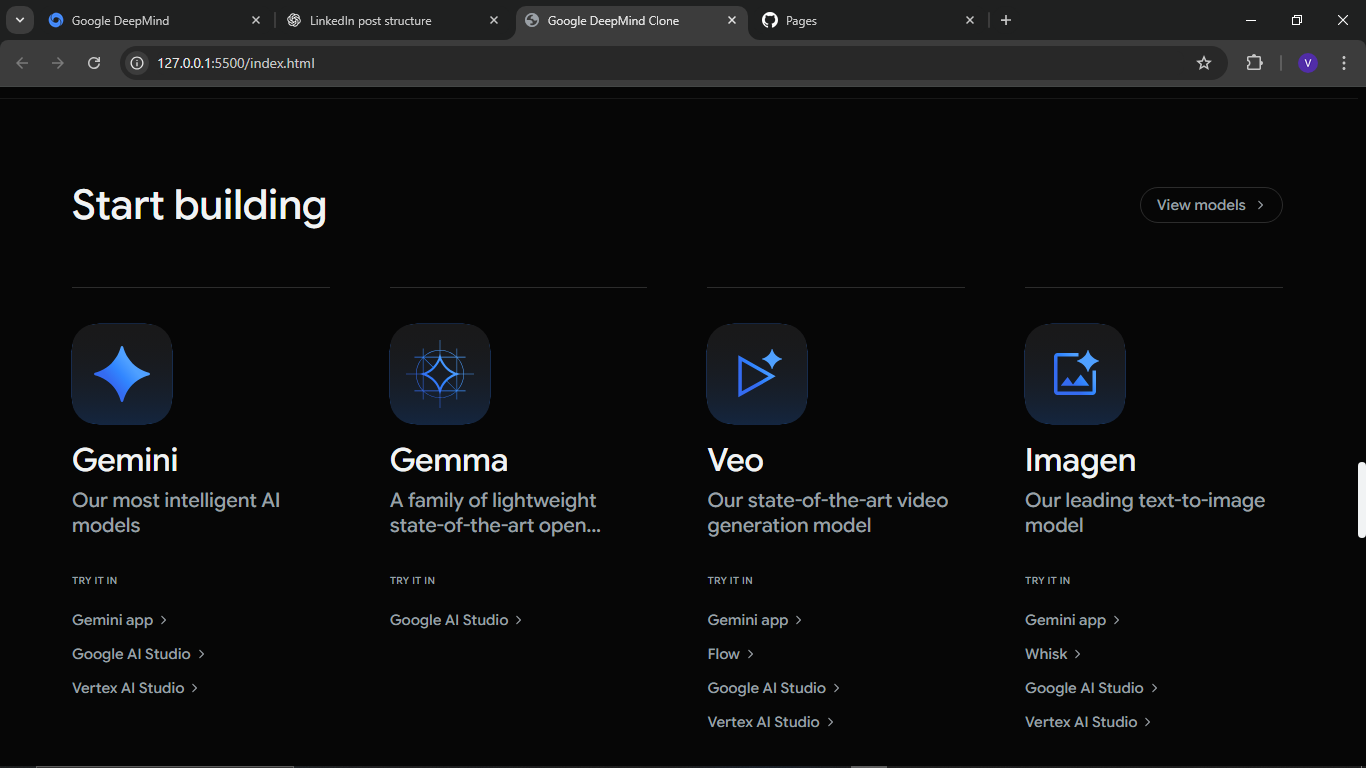 Google DeepMind
LinkedIn post structure
Google DeepMind Clone
Pages
127.0.0.1:5500/index.html
V
Start building
View models
Gemini
Our most intelligent AI
models
TRY IT IN
Gemini app
Google AI Studio
Vertex AI Studio
Gemma
A family of lightweight
state-of-the-art open...
TRY IT IN
Google AI Studio
Veo
Our state-of-the-art video
generation model
TRY IT IN
Gemini app
Flow
Google AI Studio
Vertex AI Studio
Imagen
Our leading text-to-image
model
TRY IT IN
Gemini app
Whisk
Google AI Studio
Vertex AI Studio